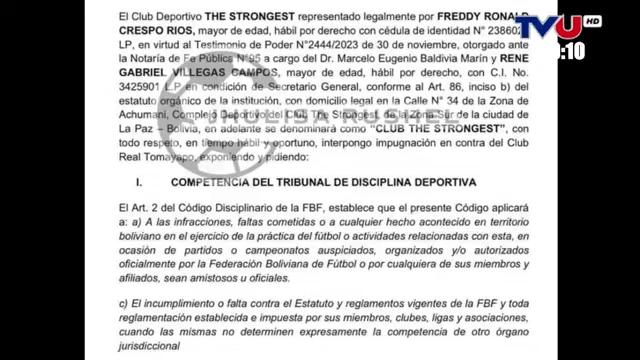 El Club Deportivo THE STRONGEST representado legalmente por FREDDY RONALD
CRESPO RIOS, mayor de edad, hábil por derecho con cédula de identidad N° 238602
LP, en virtud al Testimonio de Poder N°2444/2023 de 30 de noviembre, otorgado ante
la Notaría de Fe Pública N°95 a cargo del Dr. Marcelo Eugenio Baldivia Marín y RENE
GABRIEL VILLEGAS CAMPOS, mayor de edad, hábil por derecho, con C.I. No.
3425901 LP en condición de Secretario General, conforme al Art. 86, inciso b) del
estatuto orgánico de la institución, con domicilio legal en la Calle N° 34 de la Zona de
Achumani, Complejo Deportivo del Club The Strongest, de la Zona Sur de la ciudad de
La Paz – Bolivia, en adelante se denominará como “CLUB THE STRONGEST”, con
todo respeto, en tiempo hábil y oportuno, interpongo impugnación en contra del Club
Real Tomayapo, exponiendo y pidiendo:
I. COMPETENCIA DEL TRIBUNAL DE DISCIPLINA DEPORTIVA
El Art. 2 del Código Disciplinario de la FBF, establece que el presente Código aplicará
a: a) A las infracciones, faltas cometidas o a cualquier hecho acontecido en territorio
boliviano en el ejercicio de la práctica del fútbol o actividades relacionadas con esta, en
ocasión de partidos o campeonatos auspiciados, organizados y/o autorizados
oficialmente por la Federación Boliviana de Fútbol o por cualquiera de sus miembros y
afiliados, sean amistosos u oficiales.
c) El incumplimiento o falta contra el Estatuto y reglamentos vigentes de la FBF y toda
reglamentación establecida e impuesta por sus miembros, clubes, ligas y asociaciones,
cuando las mismas no determinen expresamente la competencia de otro órgano
jurisdiccional
TVU HD
:10
JHOLISA RUSHEL